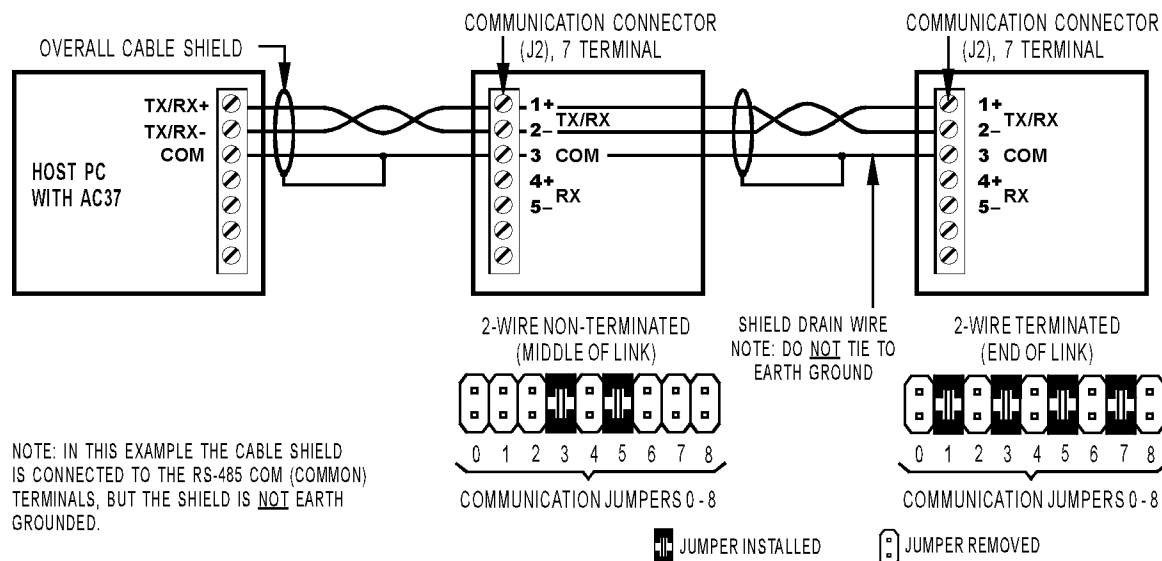 OVERALL CABLE SHIELD
COMMUNICATION CONNECTOR
(J2), 7 TERMINAL
COMMUNICATION CONNECTOR
(J2), 7 TERMINAL
TX/RX+
TX/RX-
COM
HOST PC
WITH AC37
1+
TX/RX
2–
3 COM
4+
RX
5–
1+
TX/RX
2–
3 COM
4+
RX
5–
2-WIRE NON-TERMINATED
(MIDDLE OF LINK)
SHIELD DRAIN WIRE
NOTE: DO NOT TIE TO
EARTH GROUND
2-WIRE TERMINATED
(END OF LINK)
0 1 2 3 4 5 6 7 8
COMMUNICATION JUMPERS 0 - 8
0 1 2 3 4 5 6 7 8
COMMUNICATION JUMPERS 0 - 8
NOTE: IN THIS EXAMPLE THE CABLE SHIELD
IS CONNECTED TO THE RS-485 COM (COMMON)
TERMINALS, BUT THE SHIELD IS NOT EARTH
GROUNDED.
JUMPER INSTALLED
JUMPER REMOVED